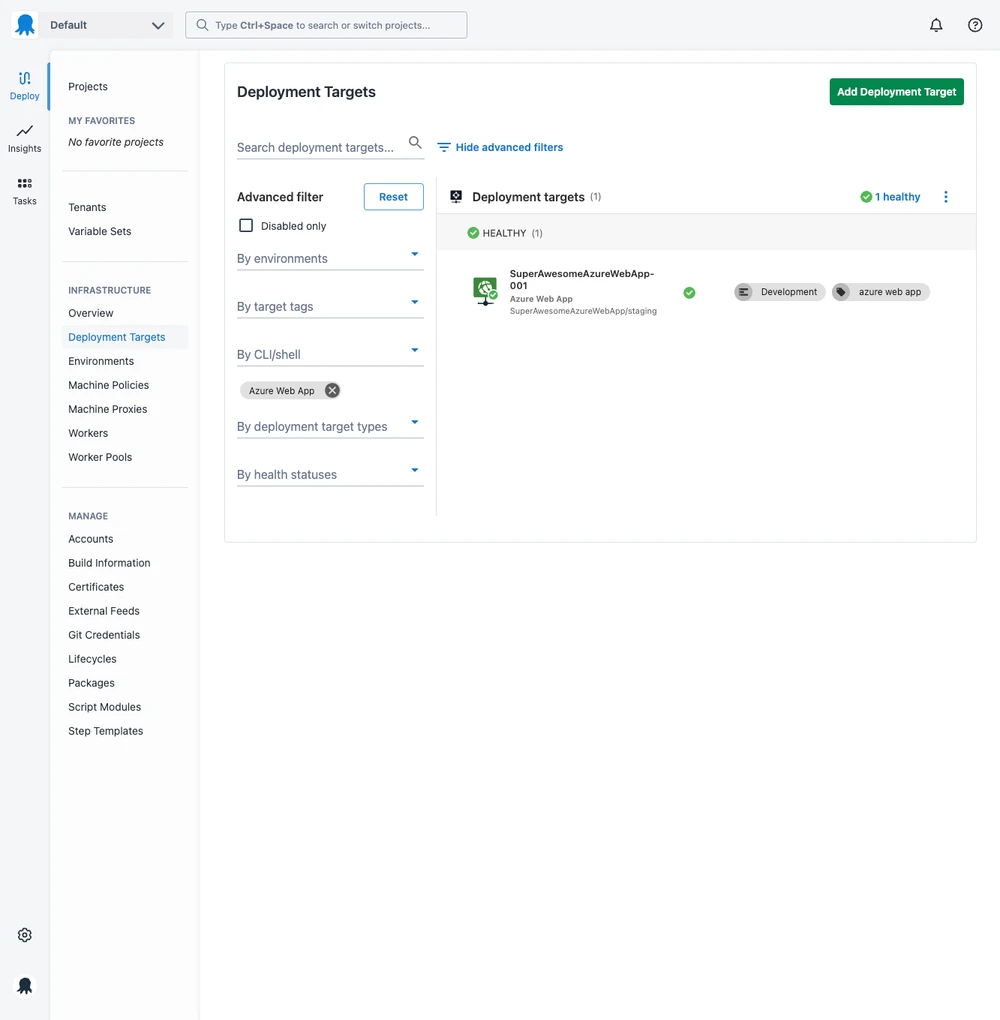 Default
Type Ctrl+Space to search or switch projects...
Deploy
Insights
Tasks
Projects
MY FAVORITES
No favorite projects
Tenants
Variable Sets
INFRASTRUCTURE
Overview
Deployment Targets
Environments
Machine Policies
Machine Proxies
Workers
Worker Pools
MANAGE
Accounts
Build Information
Certificates
External Feeds
Git Credentials
Lifecycles
Packages
Script Modules
Step Templates
Deployment Targets
Add Deployment Target
Search deployment targets...
Hide advanced filters
Advanced filter
Reset
Disabled only
By environments
By target tags
By CLI/shell
Azure Web App
By deployment target types
By health statuses
Deployment targets (1)
1 healthy
HEALTHY (1)
SuperAwesomeAzureWebApp-
001
Azure Web App
SuperAwesomeAzureWebApp/staging
Development
azure web app